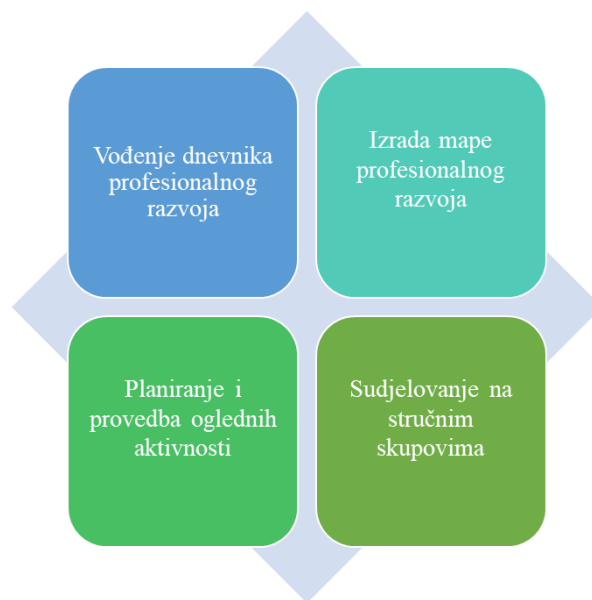 Vođenje dnevnika
profesionalnog
razvoja
Izrada mape
profesionalnog
razvoja
Planiranje i
provedba oglednih
aktivnosti
Sudjelovanje na
stručnim
skupovima